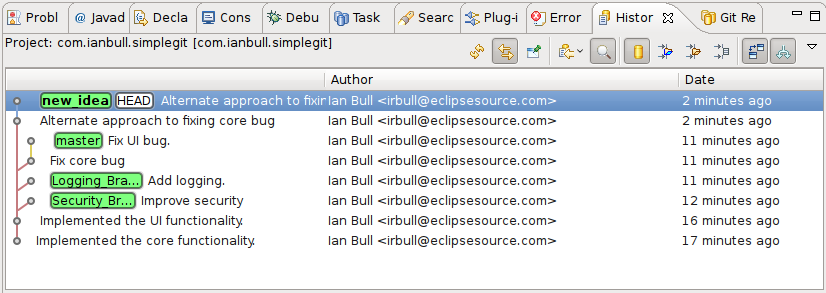 Probl Javad Decla Cons Debu Task Searc Plug-i Error Histor Git Re
Project: com.ianbull.simplegit [com.ianbull.simplegit]
Author Date
new_idea HEAD Alternate approach to fixin Ian Bull <irbull@eclipsesource.com> 2 minutes ago
Alternate approach to fixing core bug Ian Bull <irbull@eclipsesource.com> 2 minutes ago
master Fix UI bug. Ian Bull <irbull@eclipsesource.com> 11 minutes ago
Fix core bug Ian Bull <irbull@eclipsesource.com> 11 minutes ago
Logging_Bra... Add logging. Ian Bull <irbull@eclipsesource.com> 11 minutes ago
Security_Br... Improve security Ian Bull <irbull@eclipsesource.com> 12 minutes ago
Implemented the UI functionality. Ian Bull <irbull@eclipsesource.com> 16 minutes ago
Implemented the core functionality. Ian Bull <irbull@eclipsesource.com> 17 minutes ago